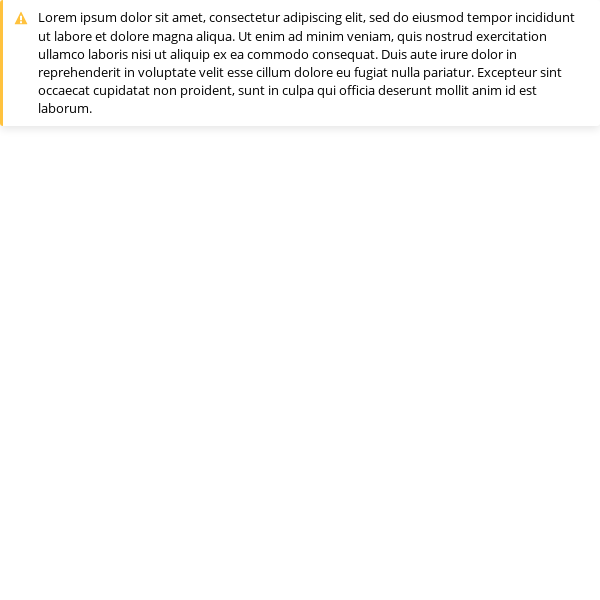 Lorem ipsum dolor sit amet, consectetur adipiscing elit, sed do eiusmod tempor incididunt
ut labore et dolore magna aliqua. Ut enim ad minim veniam, quis nostrud exercitation
ullamco laboris nisi ut aliquip ex ea commodo consequat. Duis aute irure dolor in
reprehenderit in voluptate velit esse cillum dolore eu fugiat nulla pariatur. Excepteur sint
occaecat cupidatat non proident, sunt in culpa qui officia deserunt mollit anim id est
laborum.